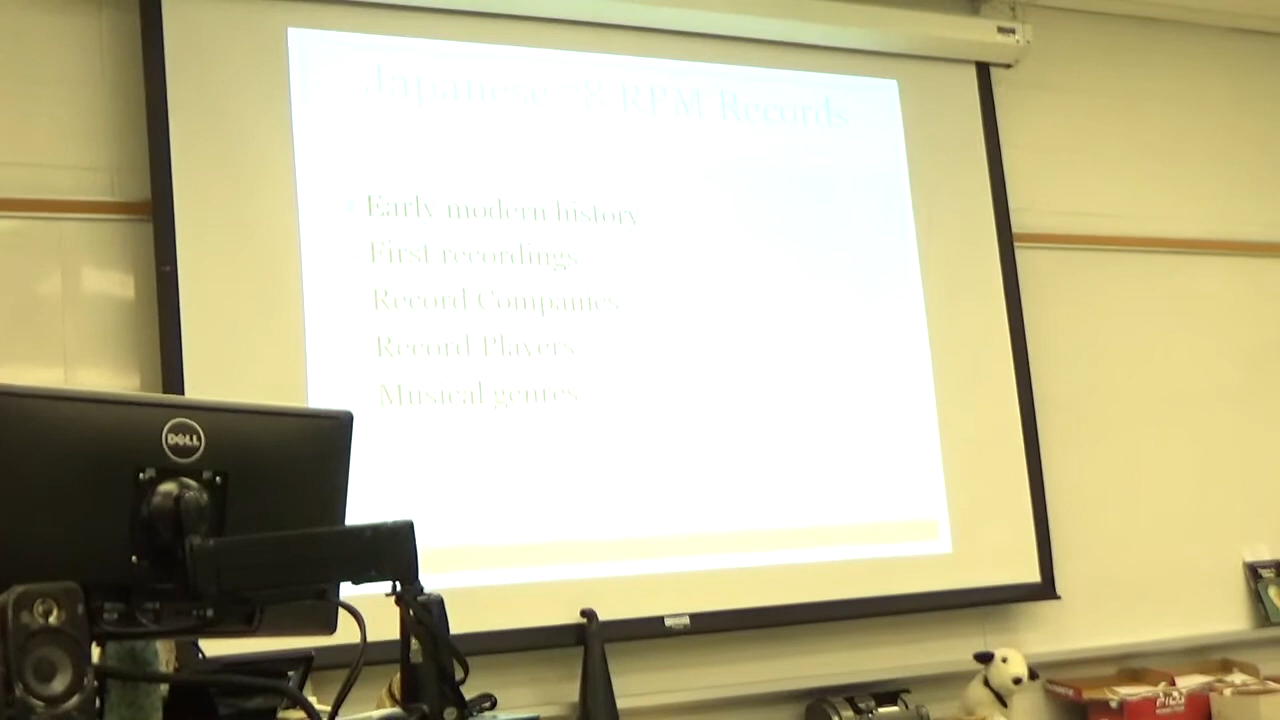 Japanese 78 RPM Records
Early modern history
First recordings
Record Companies
Record Players
Musical genres
DELL